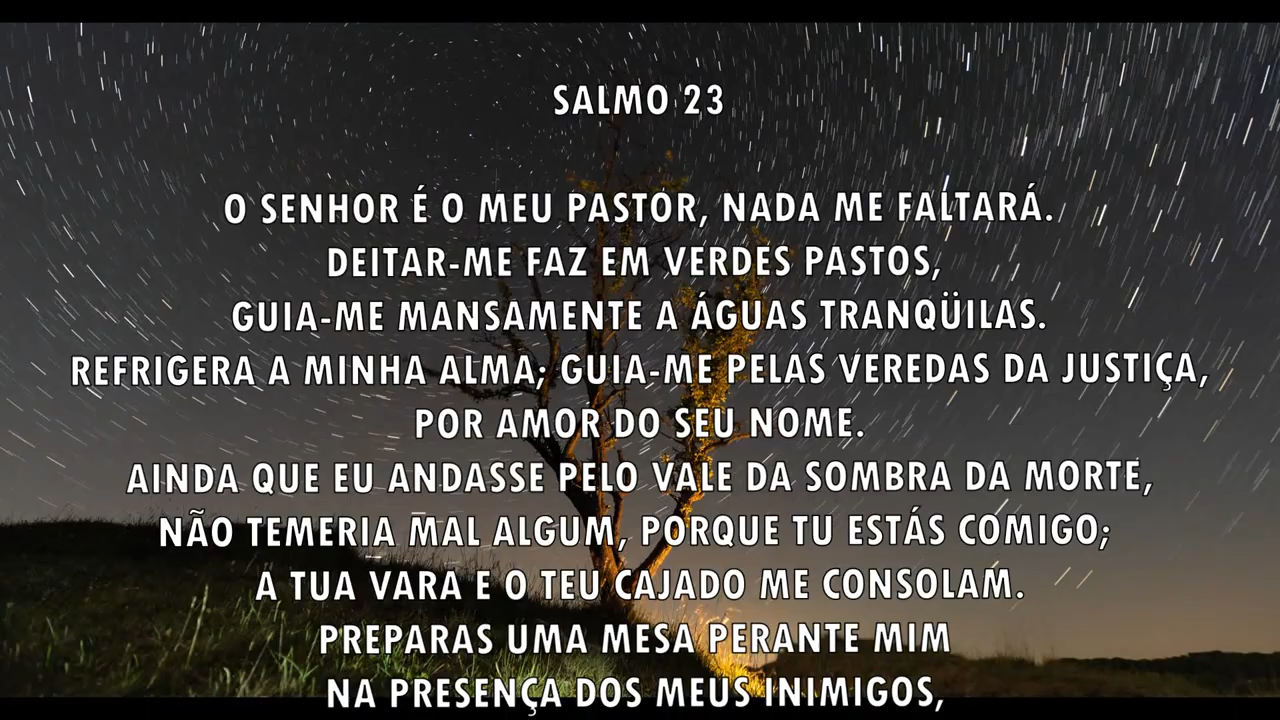 SALMO 23
O SENHOR É O MEU PASTOR, NADA ME FALTARÁ.
DEITAR-ME FAZ EM VERDES PASTOS,
GUIA-ME MANSAMENTE A ÁGUAS TRANQÜILAS.
REFRIGERA A MINHA ALMA; GUIA-ME PELAS VEREDAS DA JUSTIÇA,
POR AMOR DO SEU NOME.
AINDA QUE EU ANDASSE PELO VALE DA SOMBRA DA MORTE,
NÃO TEMERIA MAL ALGUM, PORQUE TU ESTÁS COMIGO;
A TUA VARA E O TEU CAJADO ME CONSOLAM.
PREPARAS UMA MESA PERANTE MIM
NA PRESENÇA DOS MEUS INIMIGOS,